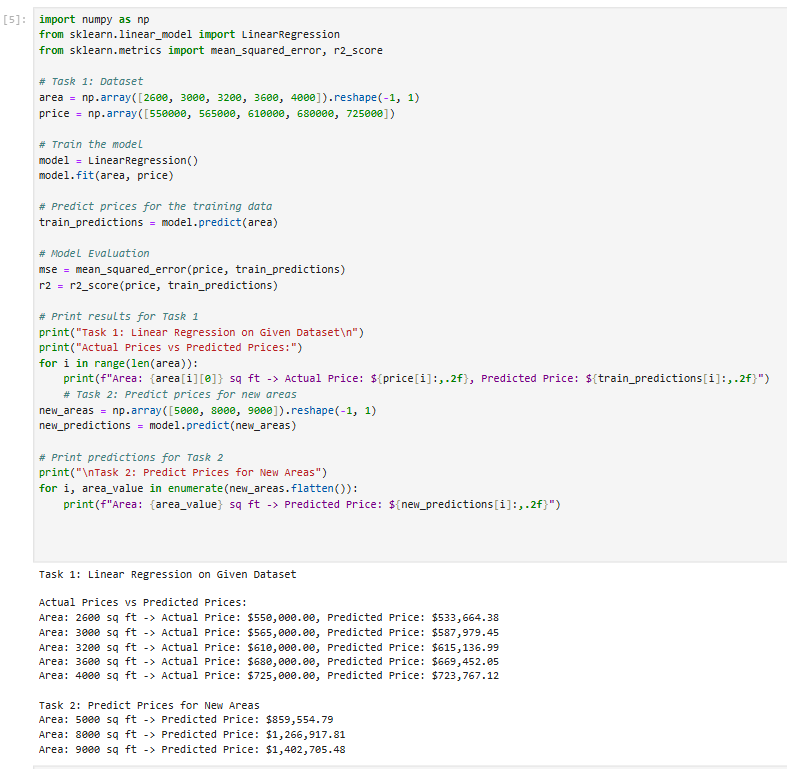 [5]:
import numpy as np
from sklearn.linear_model import LinearRegression
from sklearn.metrics import mean_squared_error, r2_score

# Task 1: Dataset
area = np.array([2600, 3000, 3200, 3600, 4000]).reshape(-1, 1)
price = np.array([550000, 565000, 610000, 680000, 725000])

# Train the model
model = LinearRegression()
model.fit(area, price)

# Predict prices for the training data
train_predictions = model.predict(area)

# Model Evaluation
mse = mean_squared_error(price, train_predictions)
r2 = r2_score(price, train_predictions)

# Print results for Task 1
print("Task 1: Linear Regression on Given Dataset\n")
print("Actual Prices vs Predicted Prices:")
for i in range(len(area)):
    print(f"Area: {area[i][0]} sq ft -> Actual Price: ${price[i]:,.2f}, Predicted Price: ${train_predictions[i]:,.2f}")
    # Task 2: Predict prices for new areas
new_areas = np.array([5000, 8000, 9000]).reshape(-1, 1)
new_predictions = model.predict(new_areas)

# Print predictions for Task 2
print("\nTask 2: Predict Prices for New Areas")
for i, area_value in enumerate(new_areas.flatten()):
    print(f"Area: {area_value} sq ft -> Predicted Price: ${new_predictions[i]:,.2f}")

Task 1: Linear Regression on Given Dataset

Actual Prices vs Predicted Prices:
Area: 2600 sq ft -> Actual Price: $550,000.00, Predicted Price: $533,664.38
Area: 3000 sq ft -> Actual Price: $565,000.00, Predicted Price: $587,979.45
Area: 3200 sq ft -> Actual Price: $610,000.00, Predicted Price: $615,136.99
Area: 3600 sq ft -> Actual Price: $680,000.00, Predicted Price: $669,452.05
Area: 4000 sq ft -> Actual Price: $725,000.00, Predicted Price: $723,767.12

Task 2: Predict Prices for New Areas
Area: 5000 sq ft -> Predicted Price: $859,554.79
Area: 8000 sq ft -> Predicted Price: $1,266,917.81
Area: 9000 sq ft -> Predicted Price: $1,402,705.48